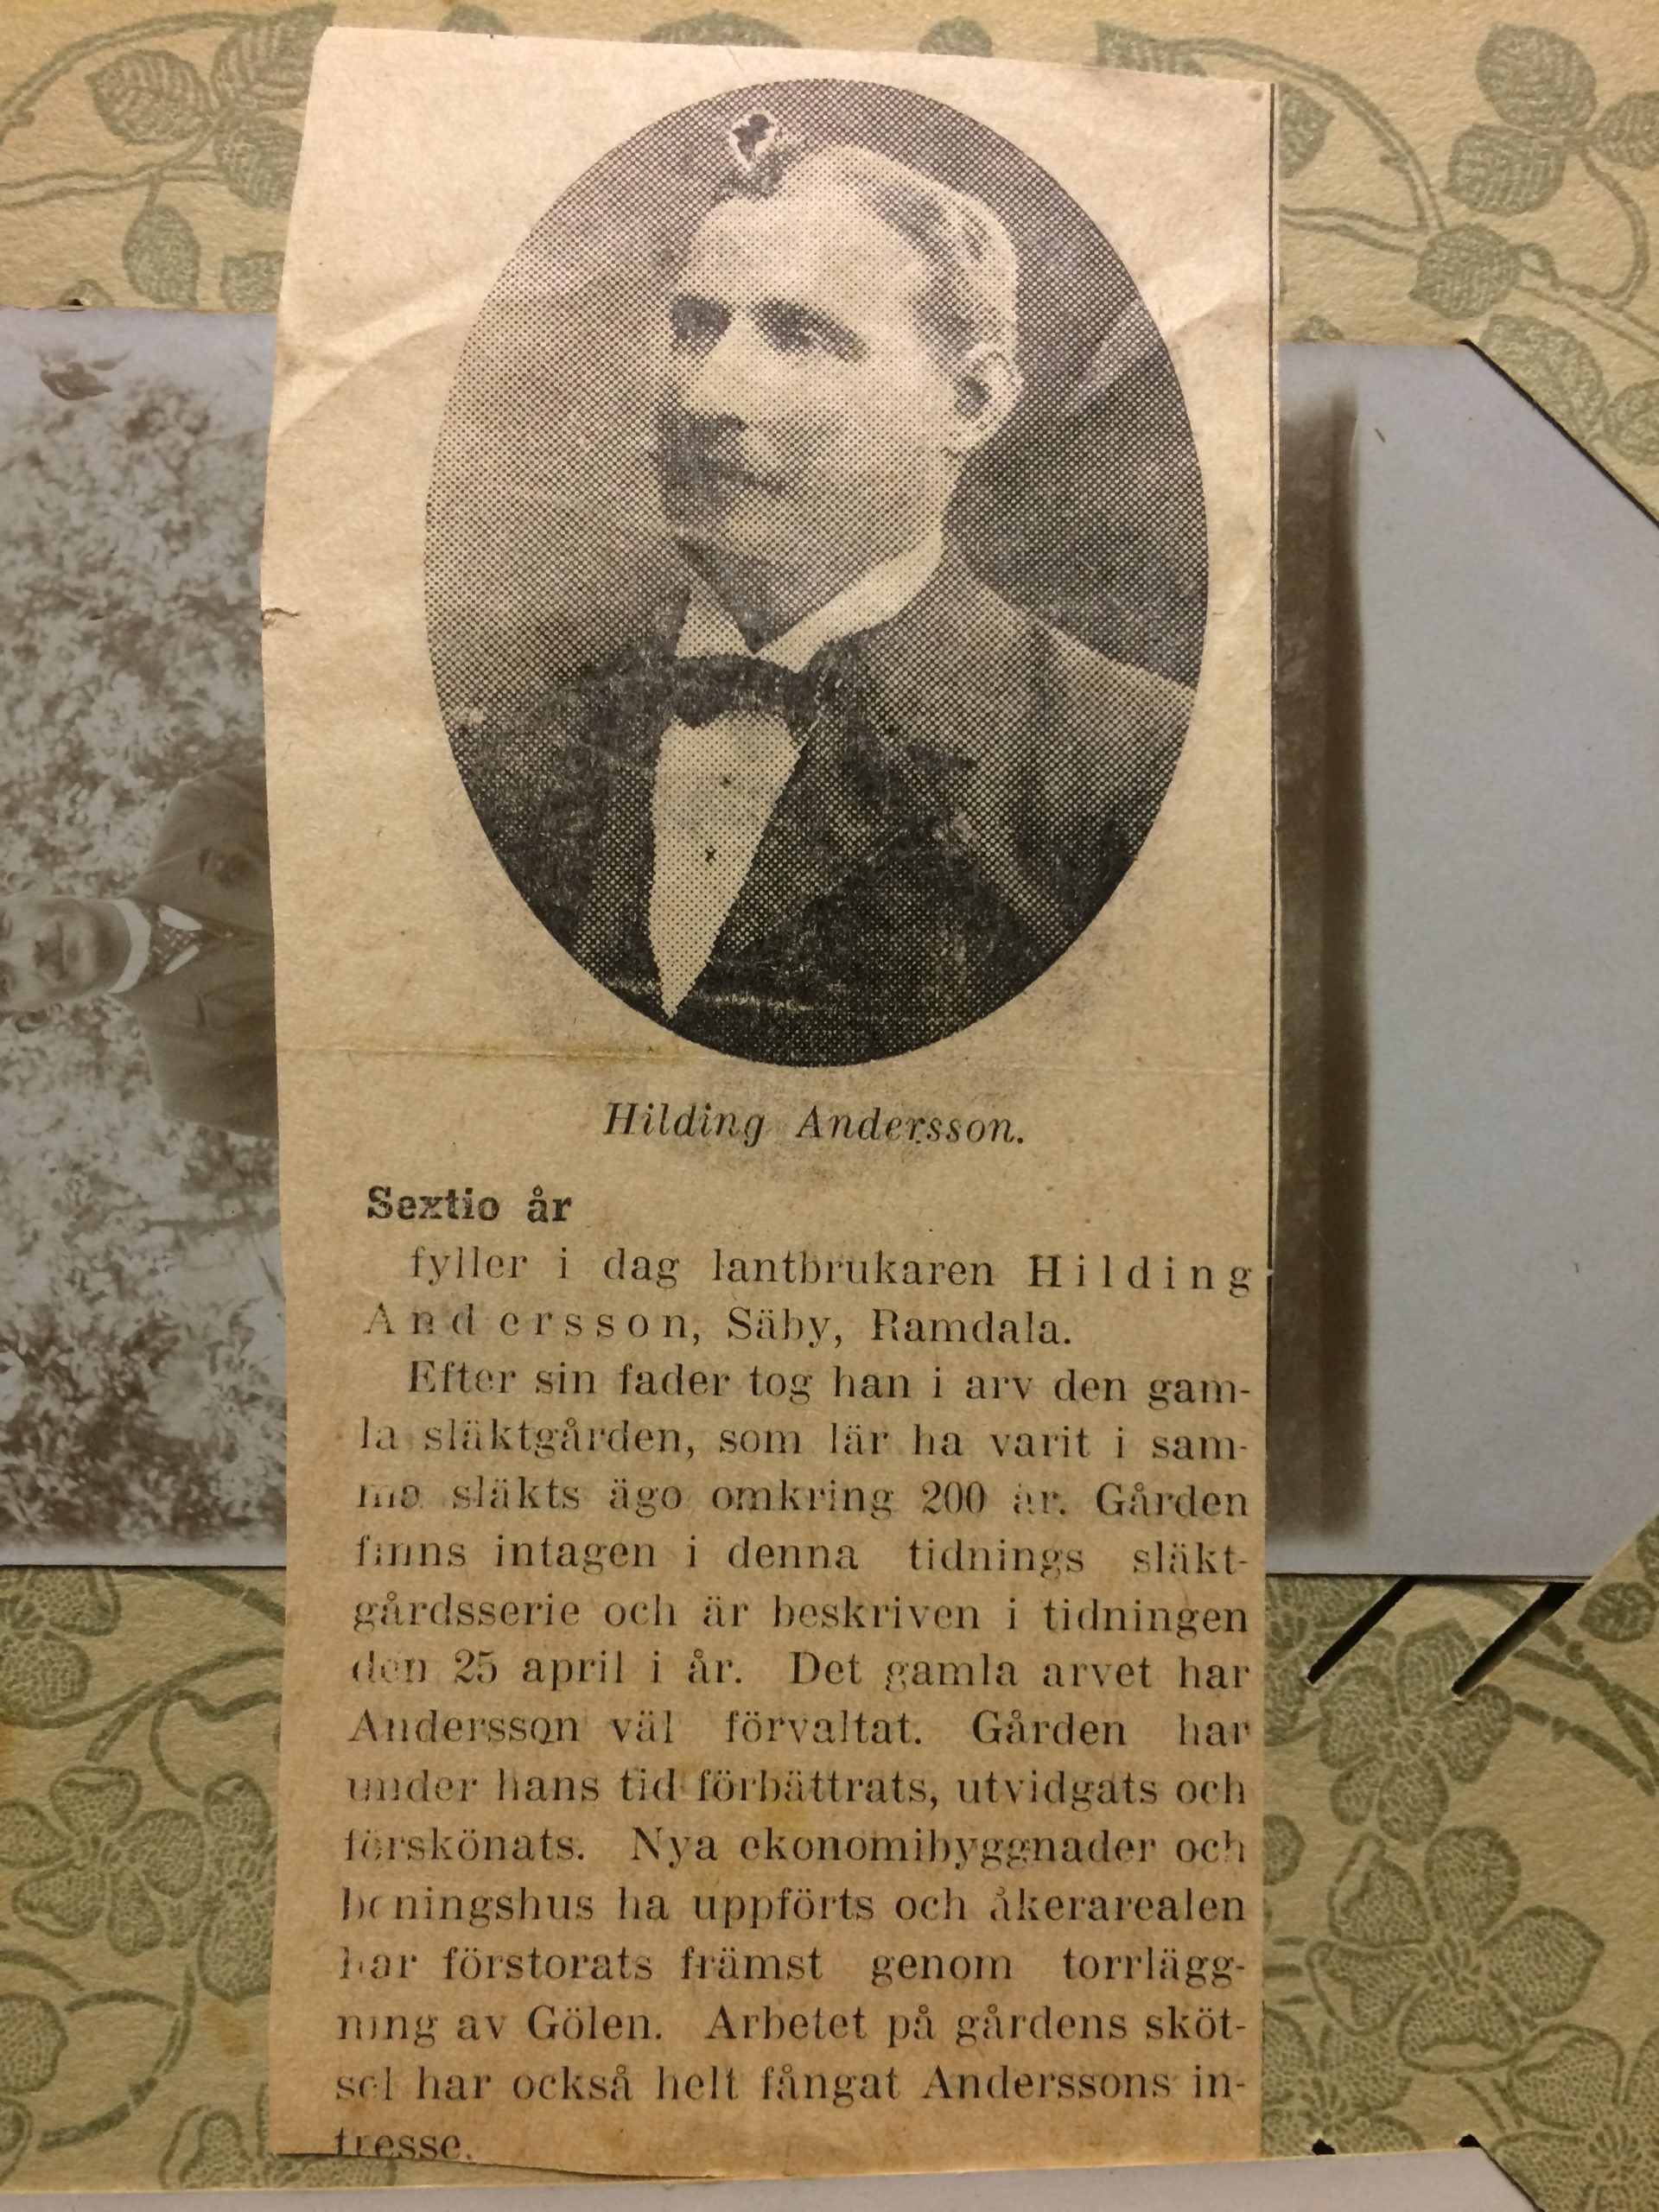 Hilding Andersson.
Sextio år
fyller i dag lantbrukaren Hilding
Andersson, Säby, Ramdala.
Efter sin fader tog han i arv den gam-
la släktgården, som lär ha varit i sam-
ma släkts ägo omkring 200 år. Gården
finns intagen i denna tidnings släkt-
gårdsserie och är beskriven i tidningen
den 25 april i år. Det gamla arvet har
Andersson väl förvaltat. Gården har
under hans tid förbättrats, utvidgats och
förskönats. Nya ekonomibyggnader och
boningshus ha uppförts och åkerarealen
har förstorats främst genom torrlägg-
ning av Gölen. Arbetet på gårdens sköt-
sel har också helt fångat Anderssons in-
tresse.